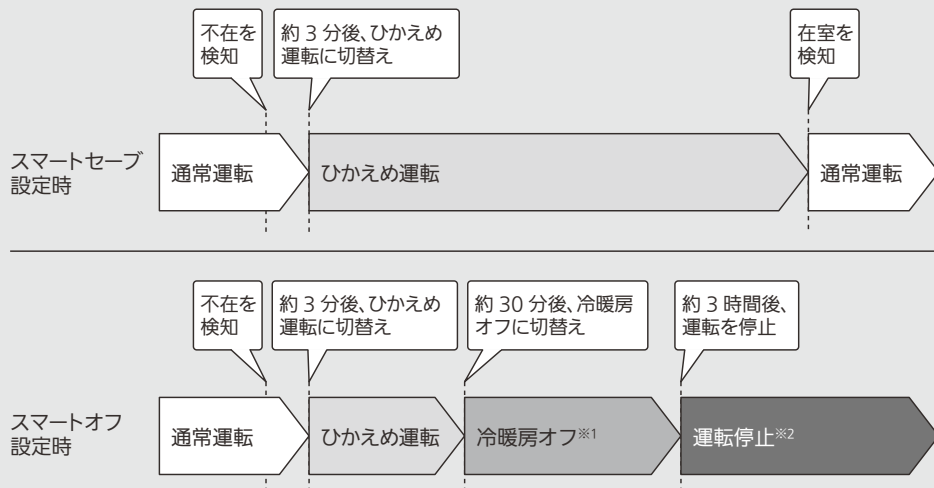 不在を
検知
約 3 分後、ひかえめ
運転に切替え
在室を
検知
スマートセーブ
設定時
通常運転
ひかえめ運転
通常運転
不在を
検知
約 3 分後、ひかえめ
運転に切替え
約 30 分後、冷暖房
オフに切替え
約 3 時間後、
運転を停止
スマートオフ
設定時
通常運転
ひかえめ運転
冷暖房オフ※1
運転停止※2